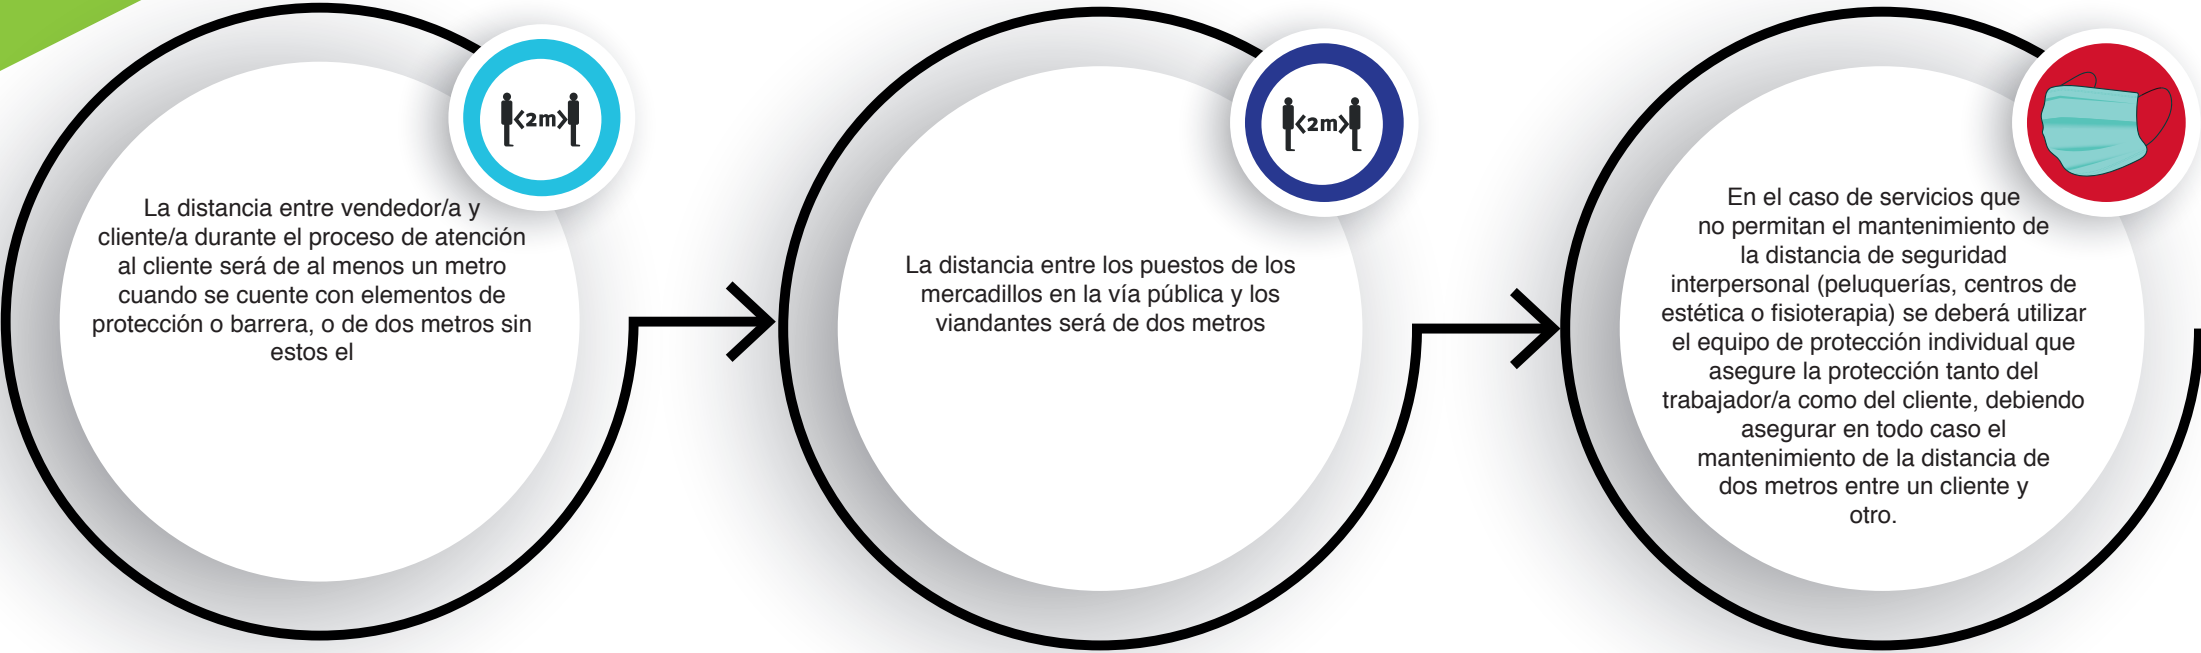 <2m>
La distancia entre vendedor/a y
cliente/a durante el proceso de atención
al cliente será de al menos un metro
cuando se cuente con elementos de
protección o barrera, o de dos metros sin
estos el
<2m>
La distancia entre los puestos de los
mercadillos en la vía pública y los
viandantes será de dos metros
En el caso de servicios que
no permitan el mantenimiento de
la distancia de seguridad
interpersonal (peluquerías, centros de
estética o fisioterapia) se deberá utilizar
el equipo de protección individual que
asegure la protección tanto del
trabajador/a como del cliente, debiendo
asegurar en todo caso el
mantenimiento de la distancia de
dos metros entre un cliente y
otro.